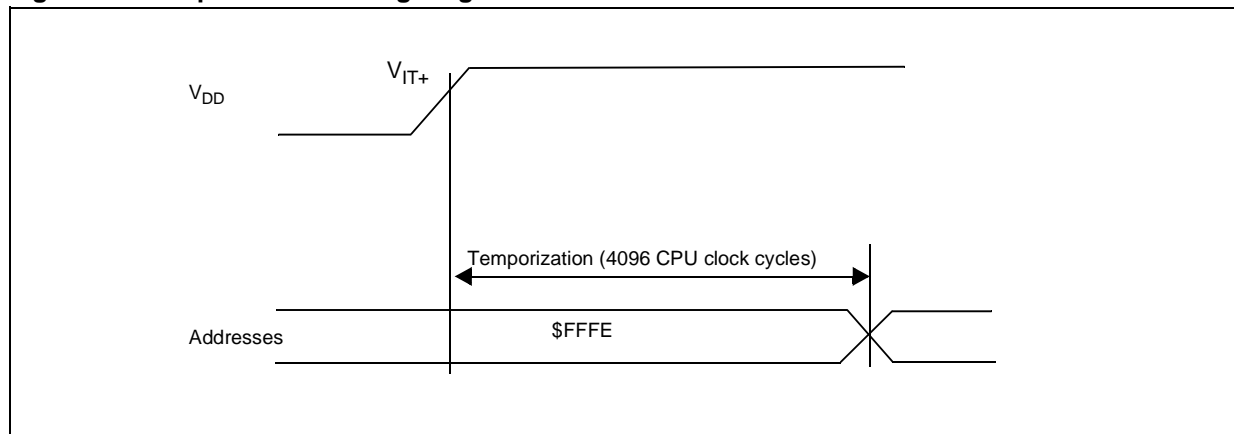 V_IT+
V_DD
Temporization (4096 CPU clock cycles)
$FFFE
Addresses